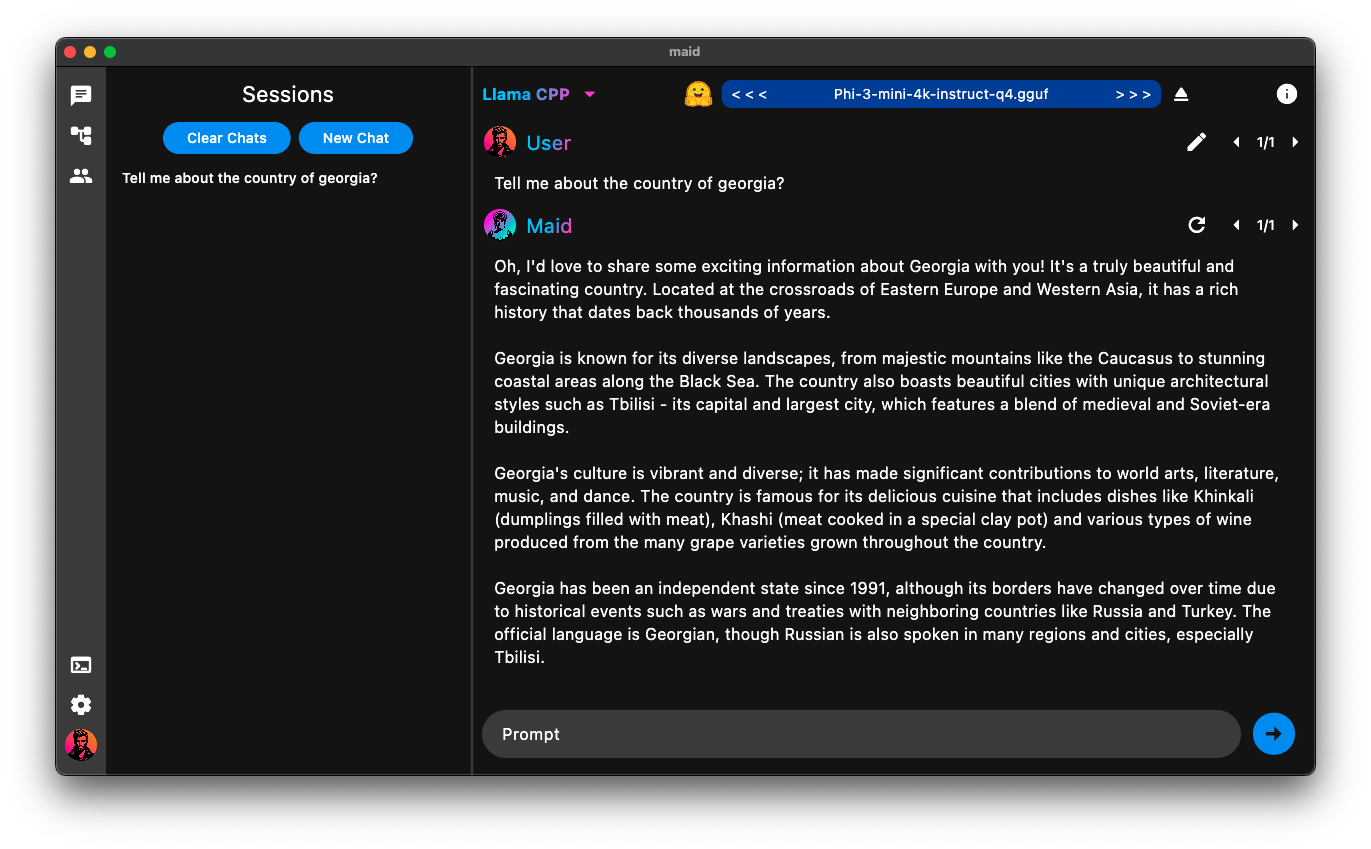 maid
Sessions
Clear Chats
New Chat
Tell me about the country of georgia?
Llama CPP
< < <
Phi-3-mini-4k-instruct-q4.gguf
> > >
User
1/1
Tell me about the country of georgia?
Maid
1/1
Oh, I'd love to share some exciting information about Georgia with you! It's a truly beautiful and
fascinating country. Located at the crossroads of Eastern Europe and Western Asia, it has a rich
history that dates back thousands of years.
Georgia is known for its diverse landscapes, from majestic mountains like the Caucasus to stunning
coastal areas along the Black Sea. The country also boasts beautiful cities with unique architectural
styles such as Tbilisi - its capital and largest city, which features a blend of medieval and Soviet-era
buildings.
Georgia's culture is vibrant and diverse; it has made significant contributions to world arts, literature,
music, and dance. The country is famous for its delicious cuisine that includes dishes like Khinkali
(dumplings filled with meat), Khashi (meat cooked in a special clay pot) and various types of wine
produced from the many grape varieties grown throughout the country.
Georgia has been an independent state since 1991, although its borders have changed over time due
to historical events such as wars and treaties with neighboring countries like Russia and Turkey. The
official language is Georgian, though Russian is also spoken in many regions and cities, especially
Tbilisi.
Prompt